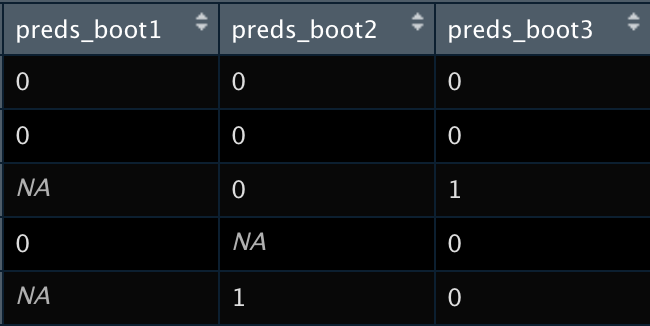 preds_boot1 preds_boot2 preds_boot3
0 0 0
0 0 0
NA 0 1
0 NA 0
NA 1 0